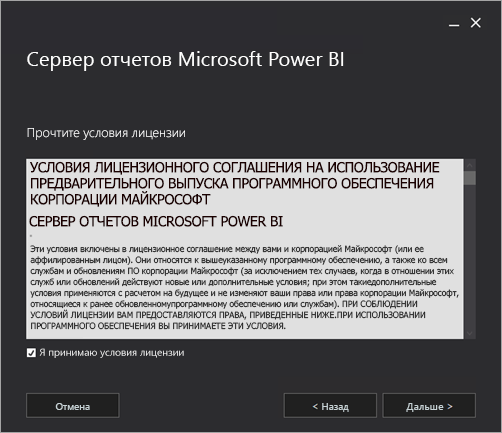 Сервер отчетов Microsoft Power BI
Прочтите условия лицензии
УСЛОВИЯ ЛИЦЕНЗИОННОГО СОГЛАШЕНИЯ НА ИСПОЛЬЗОВАНИЕ
ПРЕДВАРИТЕЛЬНОГО ВЫПУСКА ПРОГРАММНОГО ОБЕСПЕЧЕНИЯ
КОРПОРАЦИИ МАЙКРОСОФТ
СЕРВЕР ОТЧЕТОВ MICROSOFT POWER BI
Эти условия включены в лицензионное соглашение между вами и корпорацией Майкрософт (или ее
аффилированным лицом). Они относятся к вышеуказанному программному обеспечению, а также ко всем
службам и обновлениям ПО корпорации Майкрософт (за исключением тех случаев, когда в отношении этих
служб или обновлений действуют новые или дополнительные условия; при этом такиедополнительные
условия применяются с расчетом на будущее и не изменяют ваши права или права корпорации Майкрософт,
относящиеся к ранее обновленномупрограммному обеспечению или службам). ПРИ СОБЛЮДЕНИИ
УСЛОВИЙ ЛИЦЕНЗИИ ВАМ ПРЕДОСТАВЛЯЮТСЯ ПРАВА, ПРИВЕДЕННЫЕ НИЖЕ.ПРИ ИСПОЛЬЗОВАНИИ
ПРОГРАММНОГО ОБЕСПЕЧЕНИЯ ВЫ ПРИНИМАЕТЕ ЭТИ УСЛОВИЯ.
Я принимаю условия лицензии
Отмена
< Назад
Дальше >